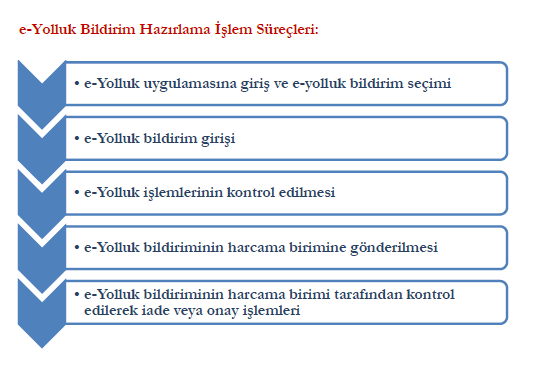 e-Yolluk Bildirim Hazırlama İşlem Süreçleri:
• e-Yolluk uygulamasına giriş ve e-yolluk bildirim seçimi
• e-Yolluk bildirim girişi
• e-Yolluk işlemlerinin kontrol edilmesi
• e-Yolluk bildiriminin harcama birimine gönderilmesi
• e-Yolluk bildiriminin harcama birimi tarafından kontrol
edilerek iade veya onay işlemleri